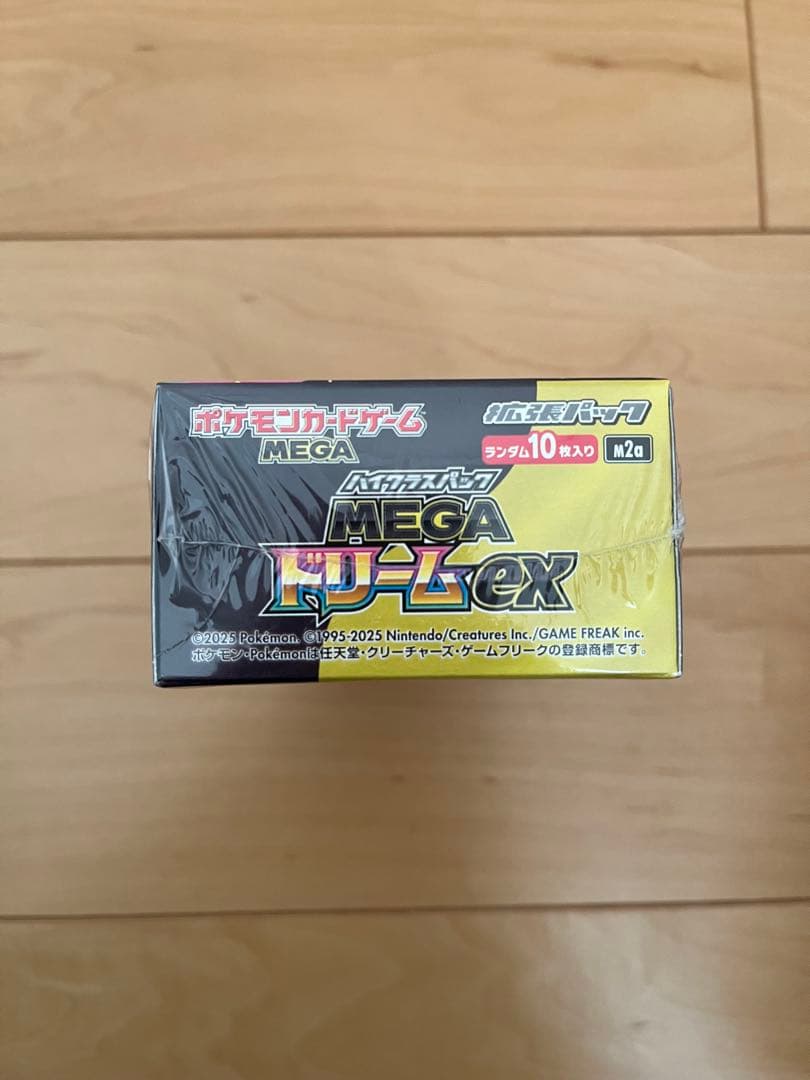 ポケモンカードゲーム
MEGA
拡張パック
ランダム10枚入り
M2a
ハイクラスパック
MEGA
ドリームex
©2025 Pokémon. ©1995-2025 Nintendo/Creatures Inc./GAME FREAK inc.
ポケモン・Pokémonは任天堂・クリーチャーズ・ゲームフリークの登録商標です。